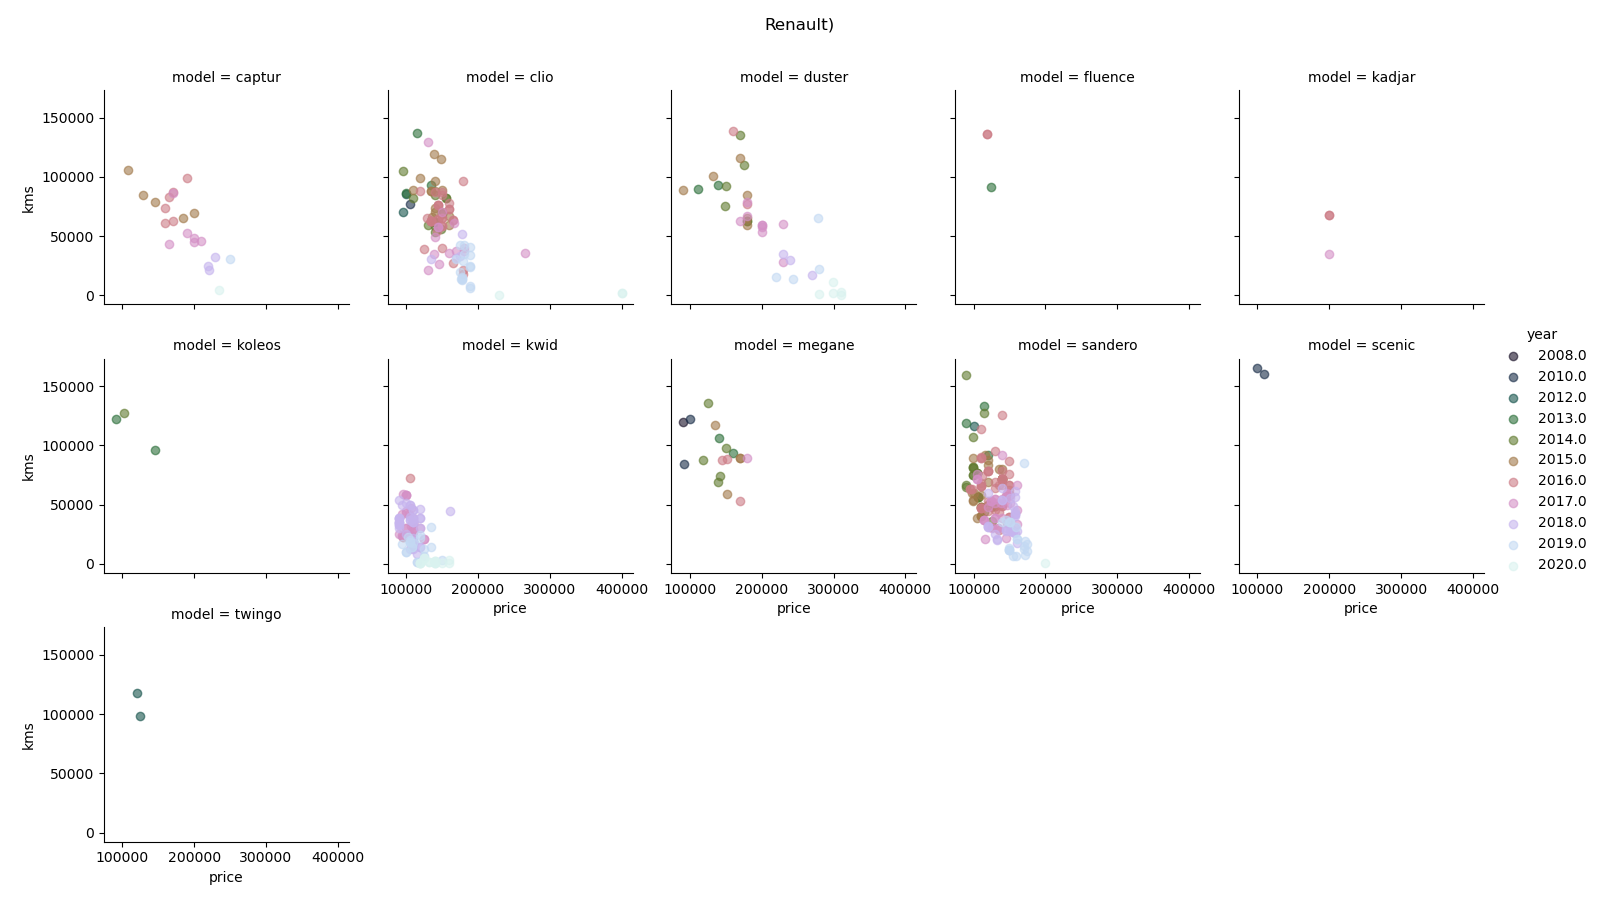 Renault)
model = captur
model = clio
model = duster
model = fluence
model = kadjar
150000
100000
50000
0
kms
model = koleos
model = kwid
model = megane
model = sandero
model = scenic
150000
100000
50000
0
kms
100000 200000 300000 400000
price
100000 200000 300000 400000
price
100000 200000 300000 400000
price
100000 200000 300000 400000
price
year
2008.0
2010.0
2012.0
2013.0
2014.0
2015.0
2016.0
2017.0
2018.0
2019.0
2020.0
model = twingo
150000
100000
50000
0
kms
100000 200000 300000 400000
price